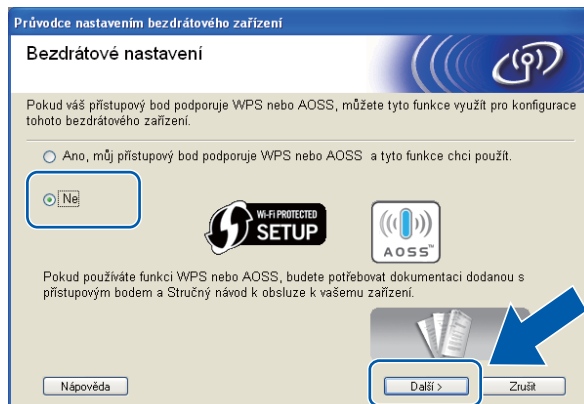 Průvodce nastavením bezdrátového zařízení
Bezdrátové nastavení
Pokud váš přístupový bod podporuje WPS nebo AOSS, můžete tyto funkce využít pro konfigurace
tohoto bezdrátového zařízení.
Ano, můj přístupový bod podporuje WPS nebo AOSS a tyto funkce chci použít.
Ne
Wi-Fi PROTECTED
SETUP
AOSS™
Pokud používáte funkci WPS nebo AOSS, budete potřebovat dokumentaci dodanou s
přístupovým bodem a Stručný návod k obsluze k vašemu zařízení.
Nápověda
Další >
Zrušit